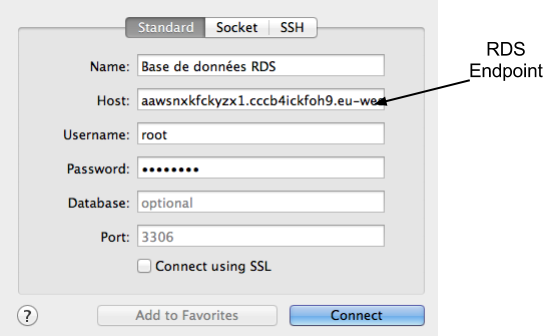 Standard Socket SSH
RDS
Endpoint
Name: Base de données RDS
Host: aawsnxkfckyzx1.cccb4ickfoh9.eu-wes
Username: root
Password: ••••••••
Database: optional
Port: 3306
Connect using SSL
? Add to Favorites Connect